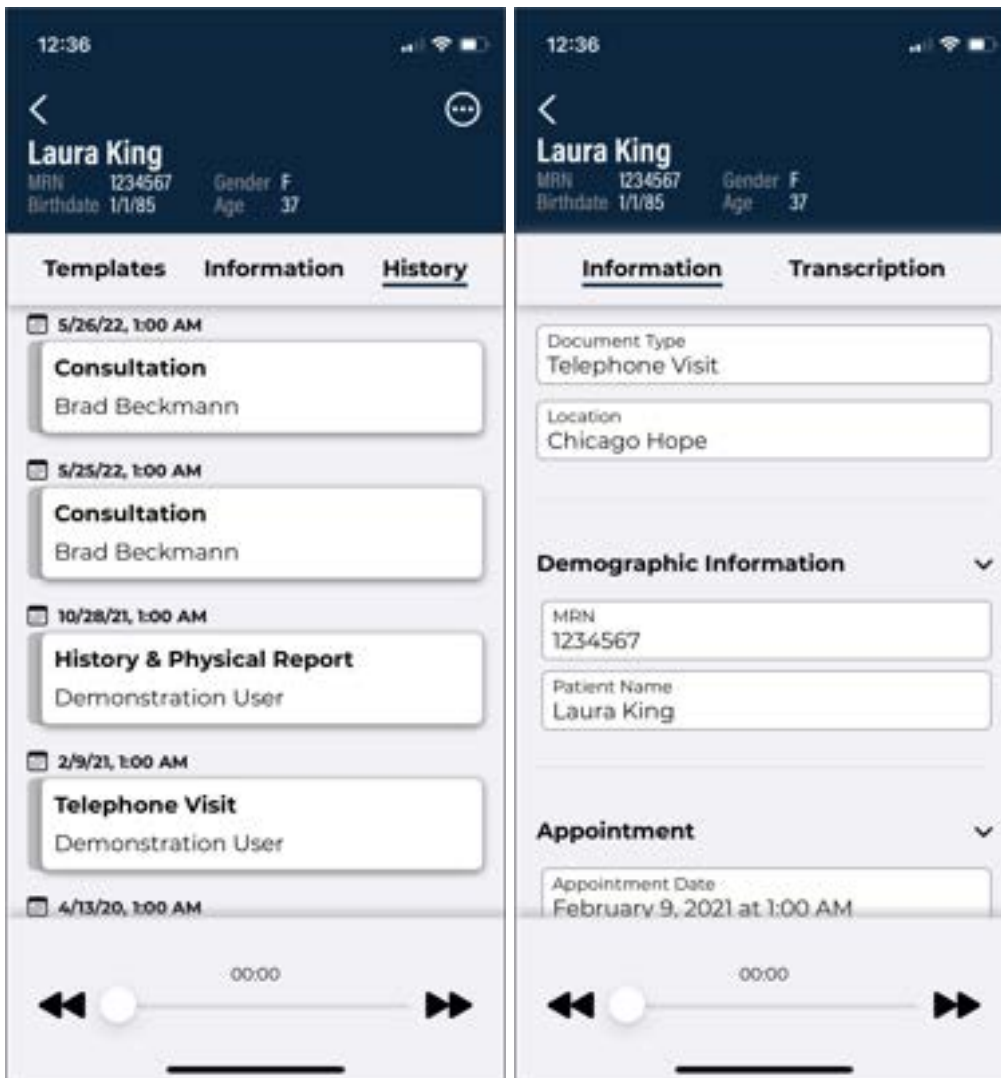 12:36
Laura King
MRN 1234567 Gender F
Birthdate 1/1/85 Age 37
Templates Information History
5/26/22, 1:00 AM
Consultation
Brad Beckmann
5/25/22, 1:00 AM
Consultation
Brad Beckmann
10/28/21, 1:00 AM
History & Physical Report
Demonstration User
2/9/21, 1:00 AM
Telephone Visit
Demonstration User
4/13/20, 1:00 AM
00:00
12:36
Laura King
MRN 1234567 Gender F
Birthdate 1/1/85 Age 37
Information Transcription
Document Type
Telephone Visit
Location
Chicago Hope
Demographic Information
MRN
1234567
Patient Name
Laura King
Appointment
Appointment Date
February 9, 2021 at 1:00 AM
00:00